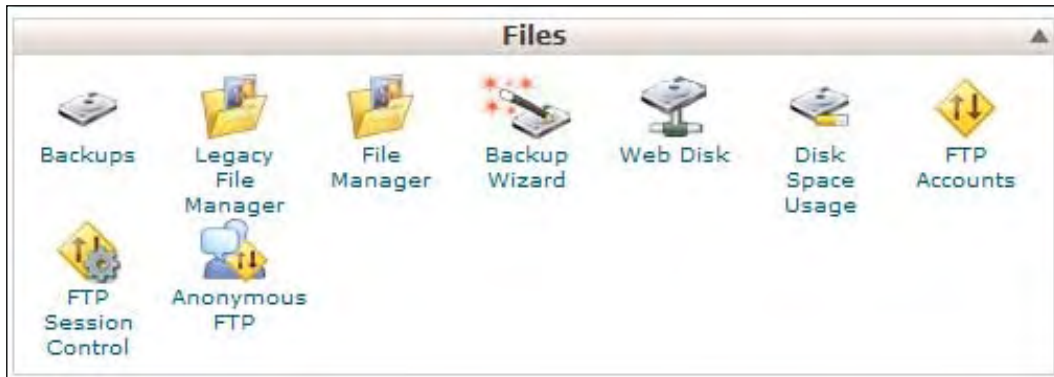 Files
Backups
Legacy
File
Manager
File
Manager
Backup
Wizard
Web Disk
Disk
Space
Usage
FTP
Accounts
FTP
Session
Control
Anonymous
FTP